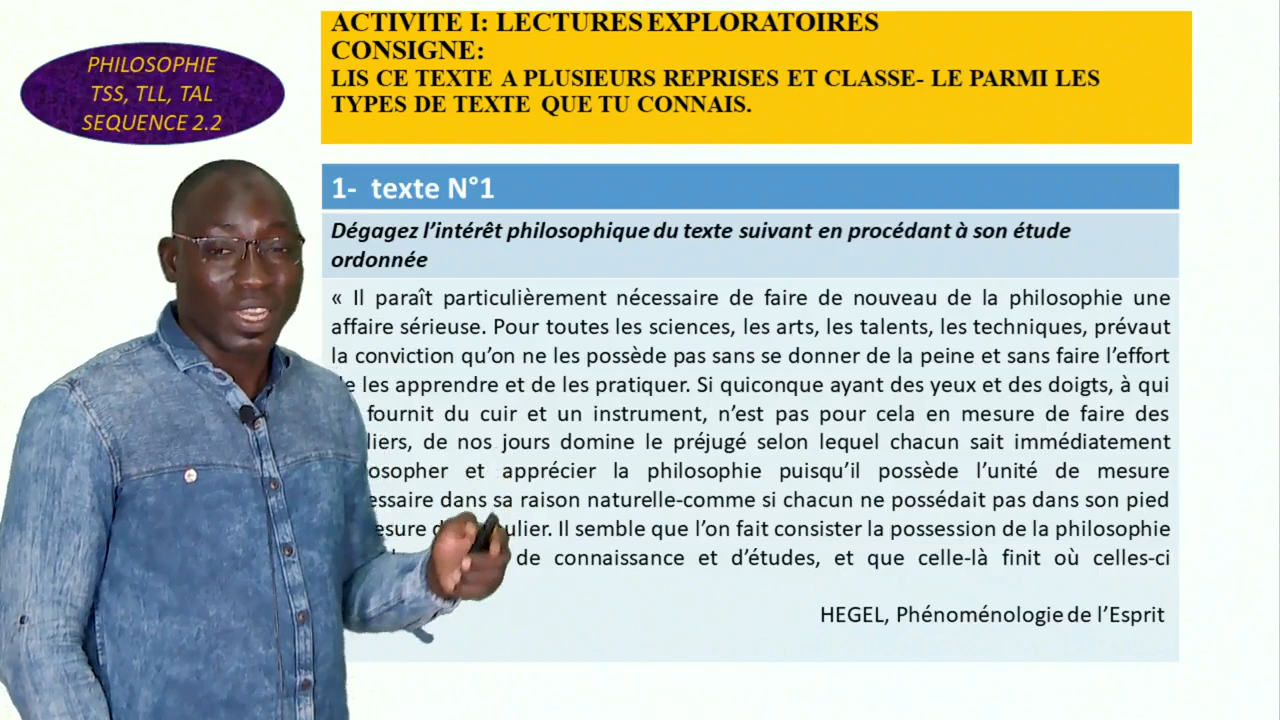 PHILOSOPHIE
TSS, TLL, TAL
SEQUENCE 2.2
ACTIVITE I: LECTURES EXPLORATOIRES
CONSIGNE:
LIS CE TEXTE A PLUSIEURS REPRISES ET CLASSE- LE PARMI LES
TYPES DE TEXTE QUE TU CONNAIS.
1- texte N°1
Dégagez l’intérêt philosophique du texte suivant en procédant à son étude
ordonnée
« Il paraît particulièrement nécessaire de faire de nouveau de la philosophie une
affaire sérieuse. Pour toutes les sciences, les arts, les talents, les techniques, prévaut
la conviction qu’on ne les possède pas sans se donner de la peine et sans faire l’effort
les apprendre et de les pratiquer. Si quiconque ayant des yeux et des doigts, à qui
fournit du cuir et un instrument, n’est pas pour cela en mesure de faire des
de nos jours domine le préjugé selon lequel chacun sait immédiatement
et apprécier la philosophie puisqu’il possède l’unité de mesure
dans sa raison naturelle-comme si chacun ne possédait pas dans son pied
Il semble que l’on fait consister la possession de la philosophie
de connaissance et d’études, et que celle-là finit où celles-ci
HEGEL, Phénoménologie de l’Esprit